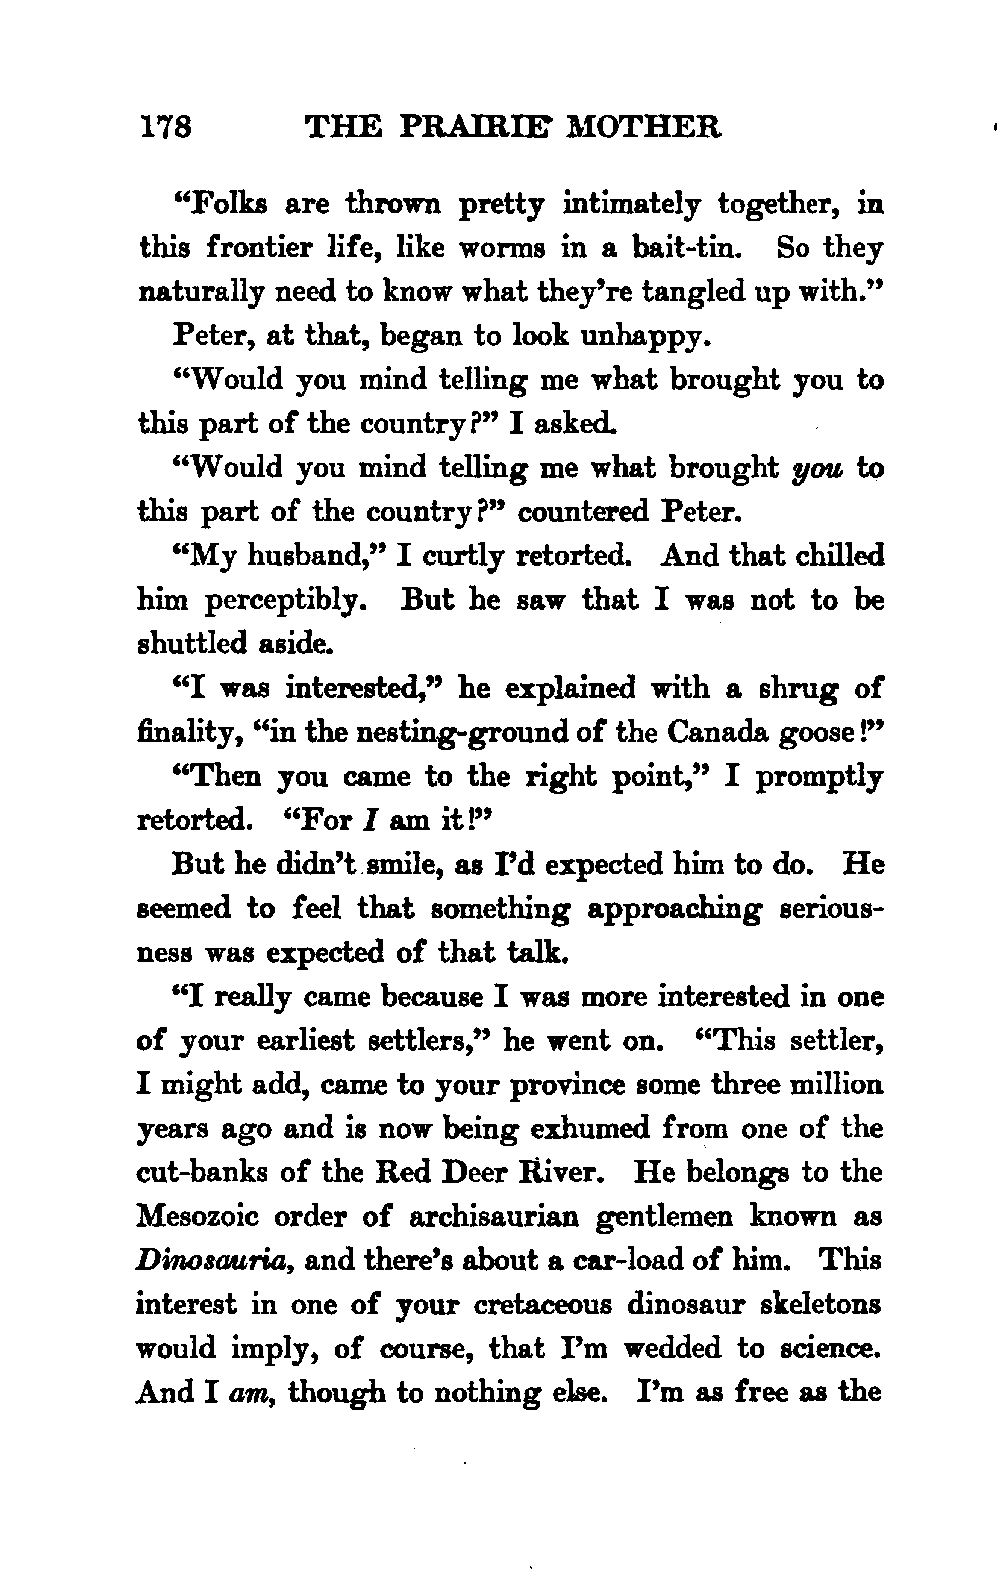 178 THE PRAIRIE MOTHER
“Folks are thrown pretty intimately together, in
this frontier life, like worms in a bait-tin. So they
naturally need to know what they’re tangled up with.”
Peter, at that, began to look unhappy.
“Would you mind telling me what brought you to
this part of the country?” I asked.
“Would you mind telling me what brought you to
this part of the country?” countered Peter.
“My husband,” I curtly retorted. And that chilled
him perceptibly. But he saw that I was not to be
shuttled aside.
“I was interested,” he explained with a shrug of
finality, “in the nesting-ground of the Canada goose!”
“Then you came to the right point,” I promptly
retorted. “For I am it!”
But he didn’t smile, as I’d expected him to do. He
seemed to feel that something approaching serious-
ness was expected of that talk.
“I really came because I was more interested in one
of your earliest settlers,” he went on. “This settler,
I might add, came to your province some three million
years ago and is now being exhumed from one of the
cut-banks of the Red Deer River. He belongs to the
Mesozoic order of archisaurian gentlemen known as
Dinosauria, and there’s about a car-load of him. This
interest in one of your cretaceous dinosaur skeletons
would imply, of course, that I’m wedded to science.
And I am, though to nothing else. I’m as free as the